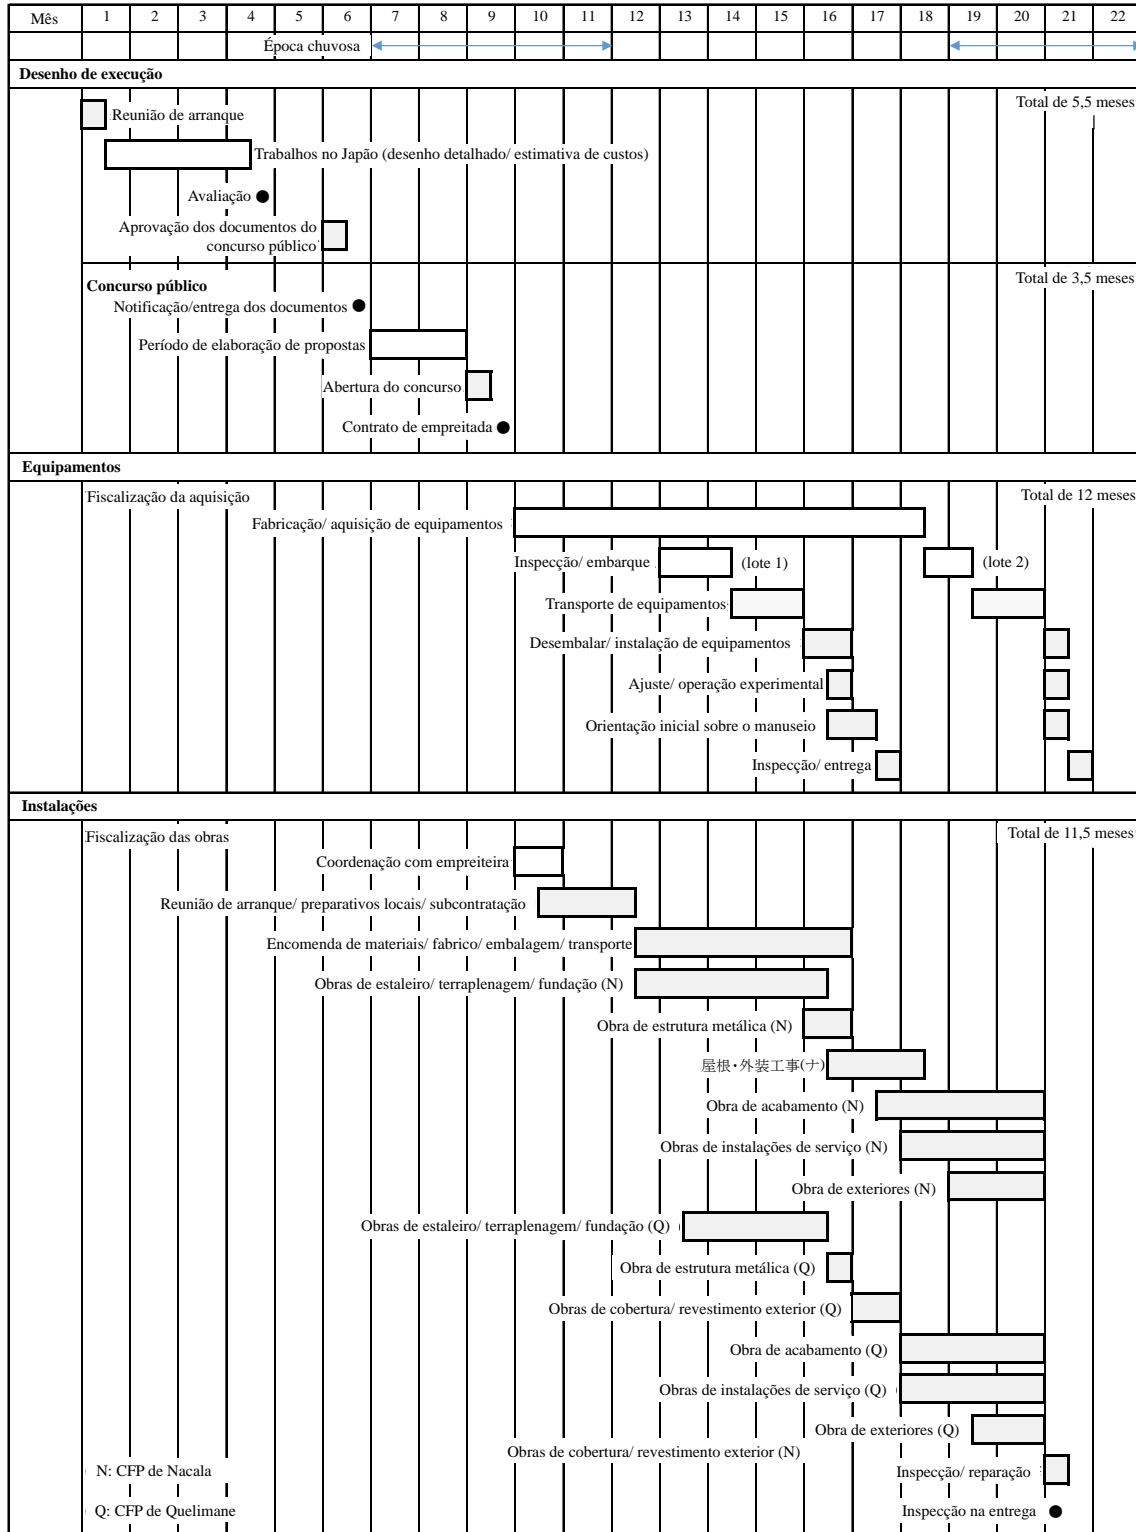 Mês 1 2 3 4 5 6 7 8 9 10 11 12 13 14 15 16 17 18 19 20 21 22
Época chuvosa
Desenho de execução
Total de 5,5 meses
Reunião de arranque
Trabalhos no Japão (desenho detalhado/ estimativa de custos)
Avaliação
Aprovação dos documentos do
concurso público
Total de 3,5 meses
Concurso público
Notificação/entrega dos documentos
Período de elaboração de propostas
Abertura do concurso
Contrato de empreitada
Equipamentos
Fiscalização da aquisição
Total de 12 meses
Fabricação/ aquisição de equipamentos
Inspecção/ embarque (lote 1) (lote 2)
Transporte de equipamentos
Desembalar/ instalação de equipamentos
Ajuste/ operação experimental
Orientação inicial sobre o manuseio
Inspecção/ entrega
Instalações
Fiscalização das obras
Total de 11,5 meses
Coordenação com empreiteira
Reunião de arranque/ preparativos locais/ subcontratação
Encomenda de materiais/ fabrico/ embalagem/ transporte
Obras de estaleiro/ terraplenagem/ fundação (N)
Obra de estrutura metálica (N)
屋根・外装工事(ナ)
Obra de acabamento (N)
Obras de instalações de serviço (N)
Obra de exteriores (N)
Obras de estaleiro/ terraplenagem/ fundação (Q)
Obra de estrutura metálica (Q)
Obras de cobertura/ revestimento exterior (Q)
Obra de acabamento (Q)
Obras de instalações de serviço (Q)
Obra de exteriores (Q)
Obras de cobertura/ revestimento exterior (N)
N: CFP de Nacala
Inspecção/ reparação
Q: CFP de Quelimane
Inspecção na entrega